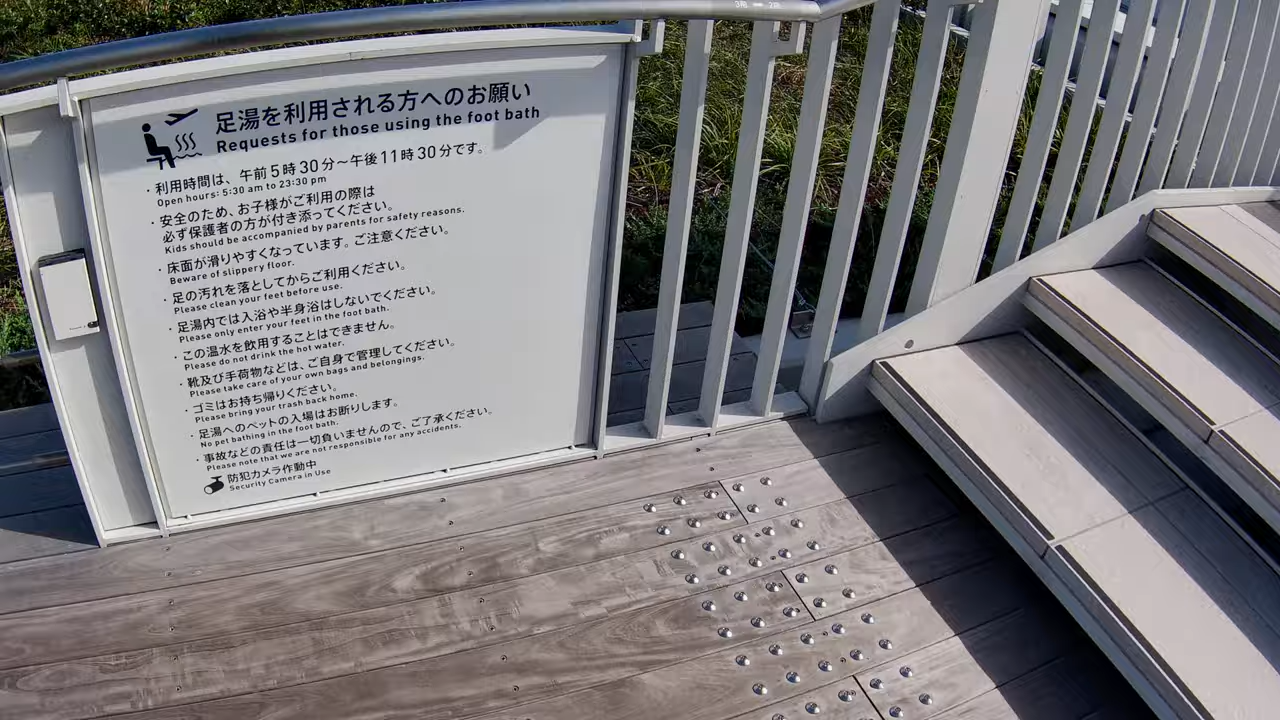 足湯を利用される方へのお願い
Requests for those using the foot bath
・利用時間は、午前5時30分～午後11時30分です。
Open hours: 5:30 am to 23:30 pm
・安全のため、お子様がご利用の際は
必ず保護者の方が付き添ってください。
Kids should be accompanied by parents for safety reasons.
・床面が滑りやすくなっています。ご注意ください。
Beware of slippery floor.
・足の汚れを落としてからご利用ください。
Please clean your feet before use.
・足湯内では入浴や半身浴はしないでください。
Please only enter your feet in the foot bath.
・この温水を飲用することはできません。
Please do not drink the hot water.
・靴及び手荷物などは、ご自身で管理してください。
Please take care of your own bags and belongings.
・ゴミはお持ち帰りください。
Please bring your trash back home.
・足湯へのペットの入場はお断りします。
No pet bathing in the foot bath.
・事故などの責任は一切負いませんので、ご了承ください。
Please note that we are not responsible for any accidents.
防犯カメラ作動中
Security Camera in Use